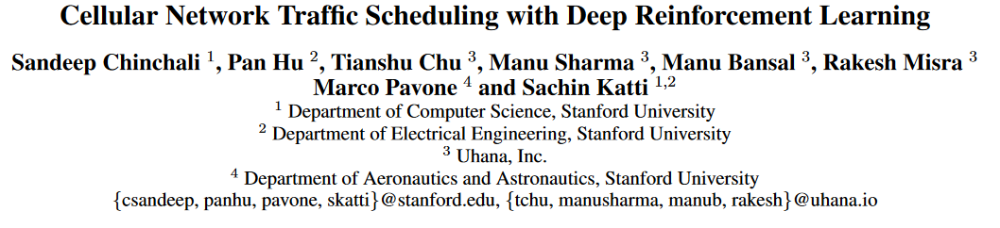 Cellular Network Traffic Scheduling with Deep Reinforcement Learning
Sandeep Chinchali 1, Pan Hu 2, Tianshu Chu 3, Manu Sharma 3, Manu Bansal 3, Rakesh Misra 3
Marco Pavone 4 and Sachin Katti 1,2
1 Department of Computer Science, Stanford University
2 Department of Electrical Engineering, Stanford University
3 Uhana, Inc.
4 Department of Aeronautics and Astronautics, Stanford University
{csandeep, panhu, pavone, skatti}@stanford.edu, {tchu, manusharma, manub, rakesh}@uhana.io